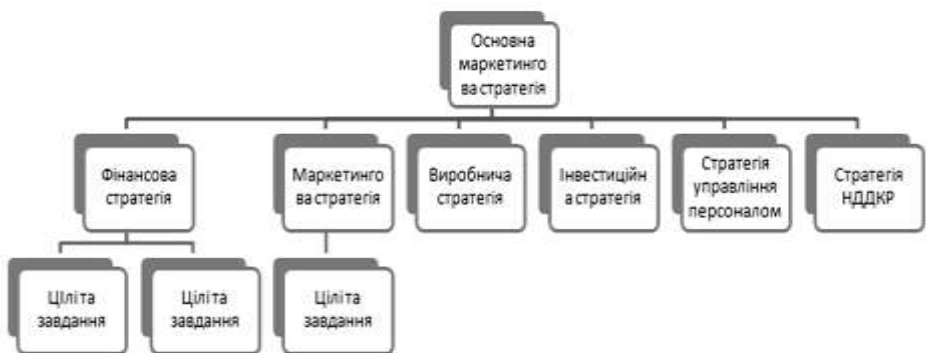 Основна
маркетинго
ва стратегія
Фінансова
стратегія
Маркетинго
ва стратегія
Виробнича
стратегія
Інвестиційн
а стратегія
Стратегія
управління
персоналом
Стратегія
НДДКР
Цілі та
завдання
Цілі та
завдання
Цілі та
завдання